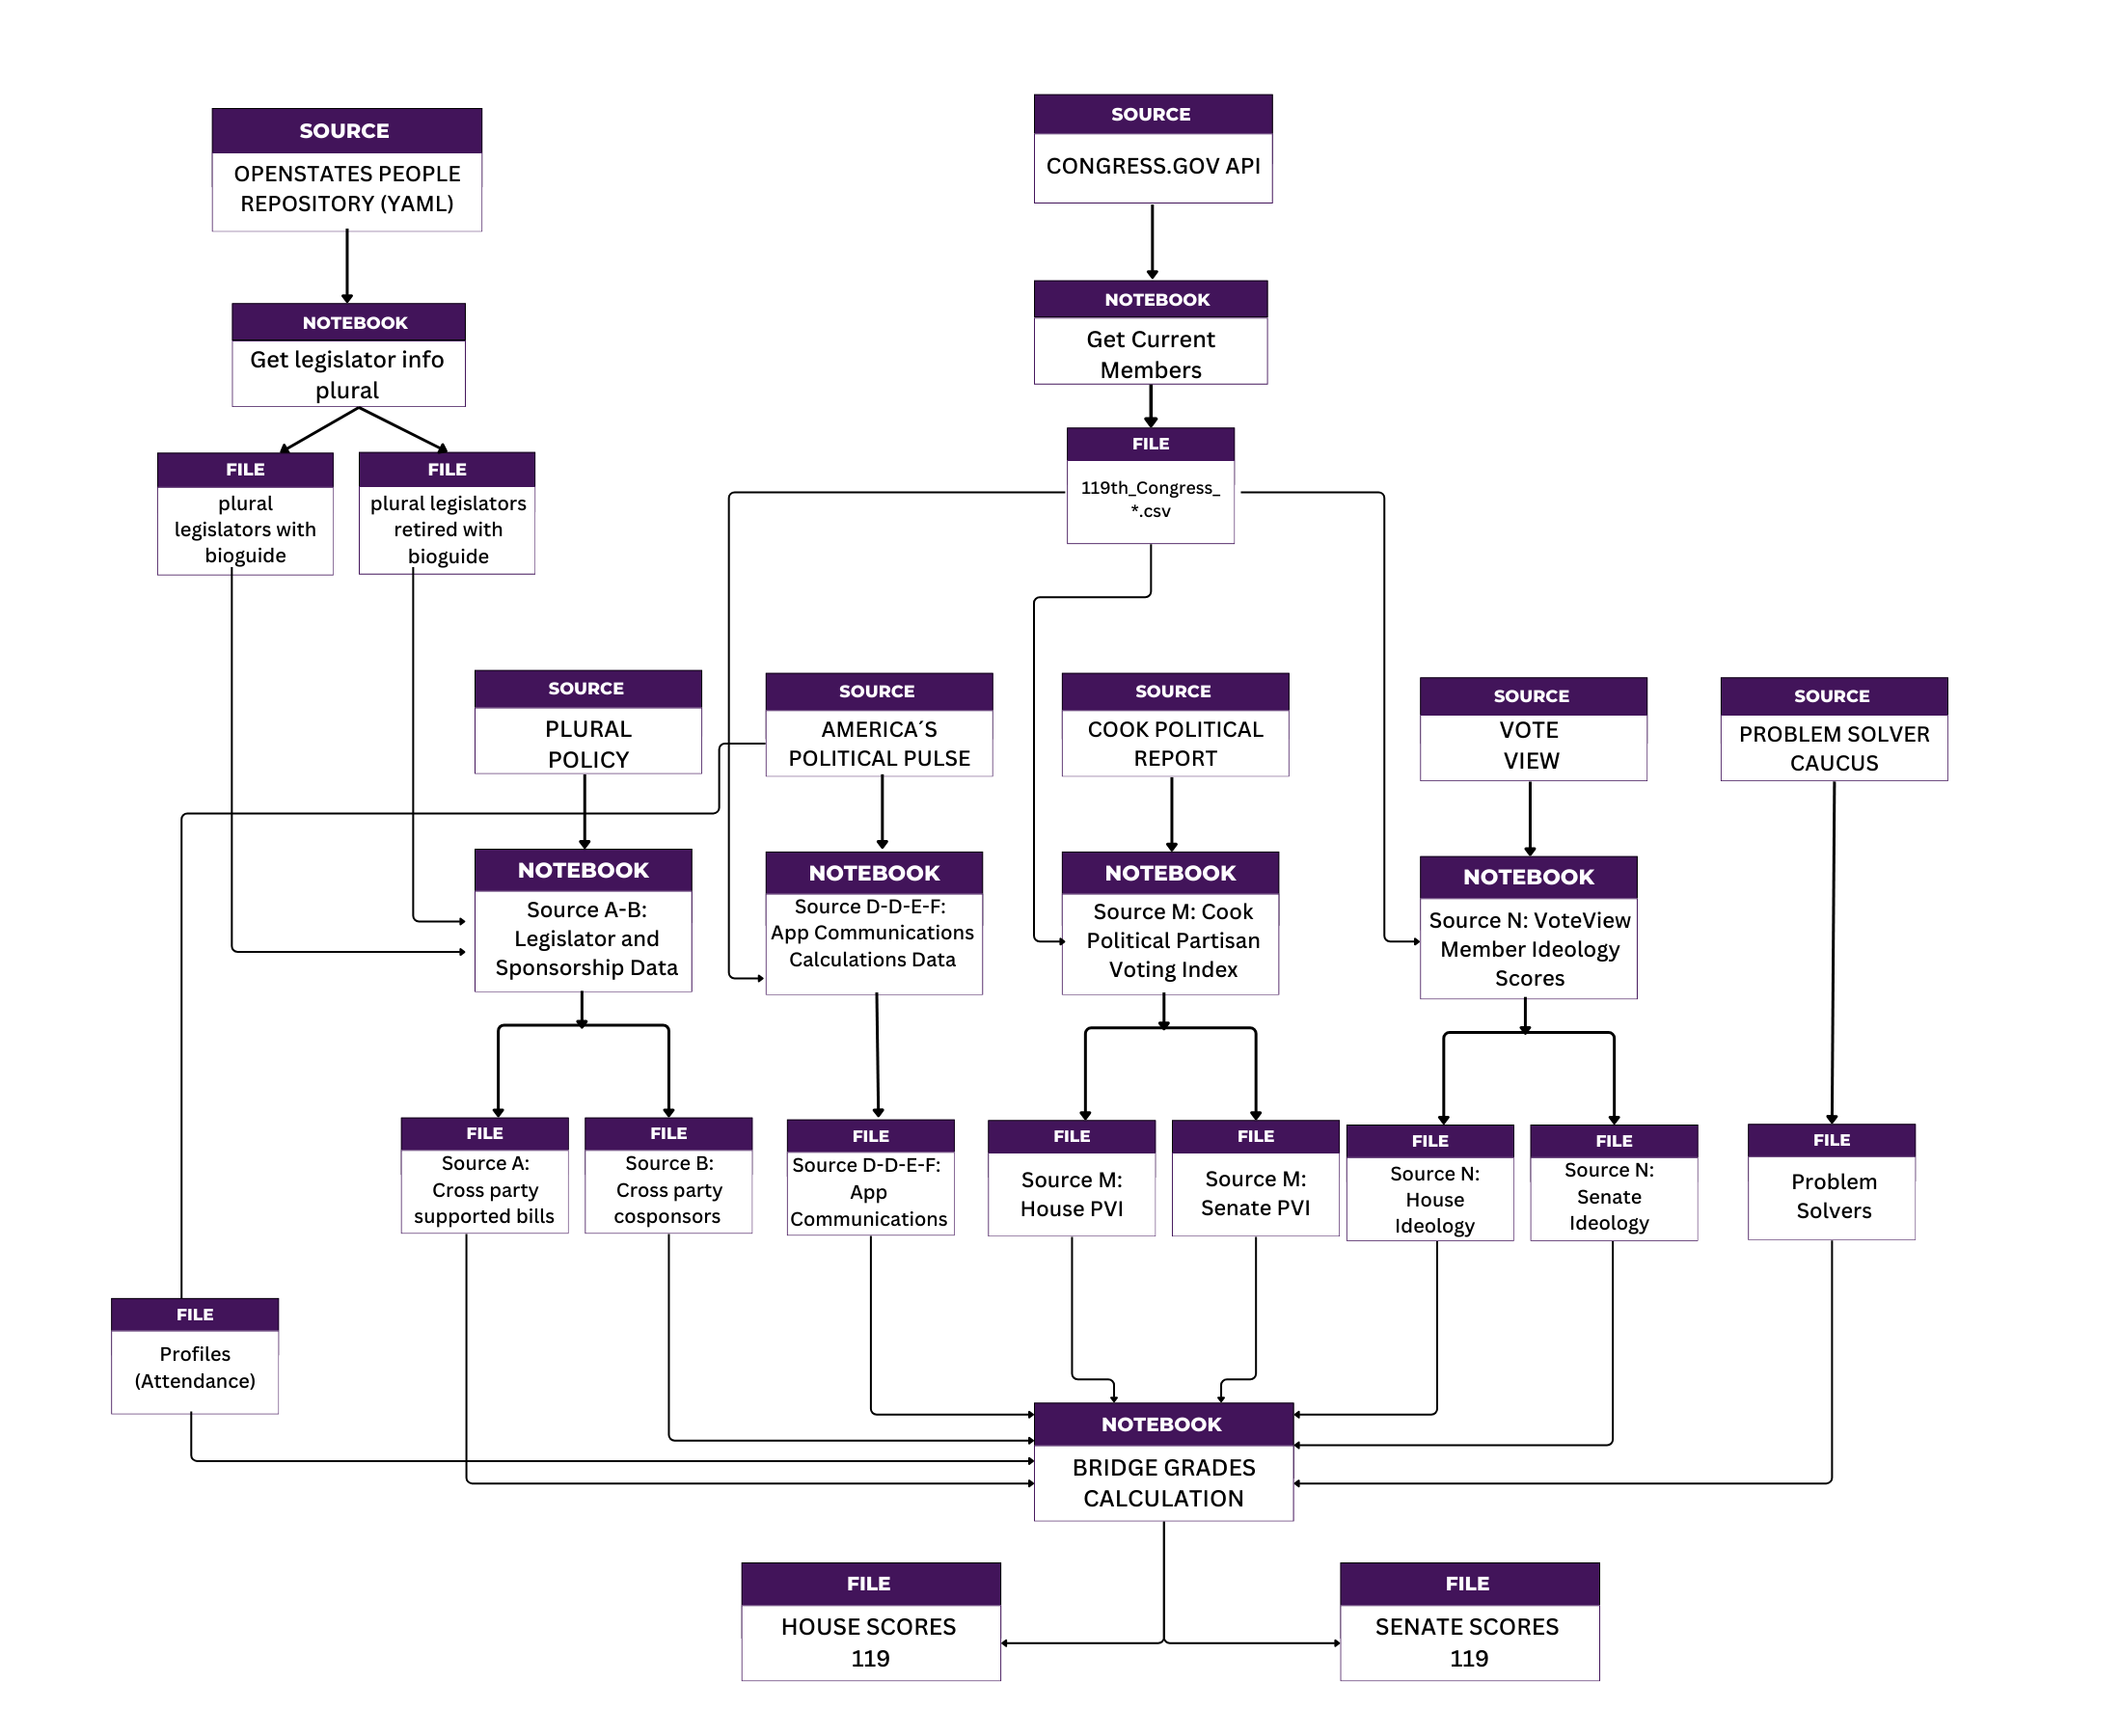 SOURCE
OPENSTATES PEOPLE
REPOSITORY (YAML)
SOURCE
CONGRESS.GOV API
NOTEBOOK
Get legislator info
plural
NOTEBOOK
Get Current
Members
FILE
plural
legislators with
bioguide
FILE
plural legislators
retired with
bioguide
FILE
119th_Congress_
*.csv
SOURCE
PLURAL
POLICY
SOURCE
AMERICA´S
POLITICAL PULSE
SOURCE
COOK POLITICAL
REPORT
SOURCE
VOTE
VIEW
SOURCE
PROBLEM SOLVER
CAUCUS
NOTEBOOK
Source A-B:
Legislator and
Sponsorship Data
NOTEBOOK
Source D-D-E-F:
App Communications
Calculations Data
NOTEBOOK
Source M: Cook
Political Partisan
Voting Index
NOTEBOOK
Source N: VoteView
Member Ideology
Scores
FILE
Source A:
Cross party
supported bills
FILE
Source B:
Cross party
cosponsors
FILE
Source D-D-E-F:
App
Communications
FILE
Source M:
House PVI
FILE
Source M:
Senate PVI
FILE
Source N:
House
Ideology
FILE
Source N:
Senate
Ideology
FILE
Problem
Solvers
FILE
Profiles
(Attendance)
NOTEBOOK
BRIDGE GRADES
CALCULATION
FILE
HOUSE SCORES
119
FILE
SENATE SCORES
119